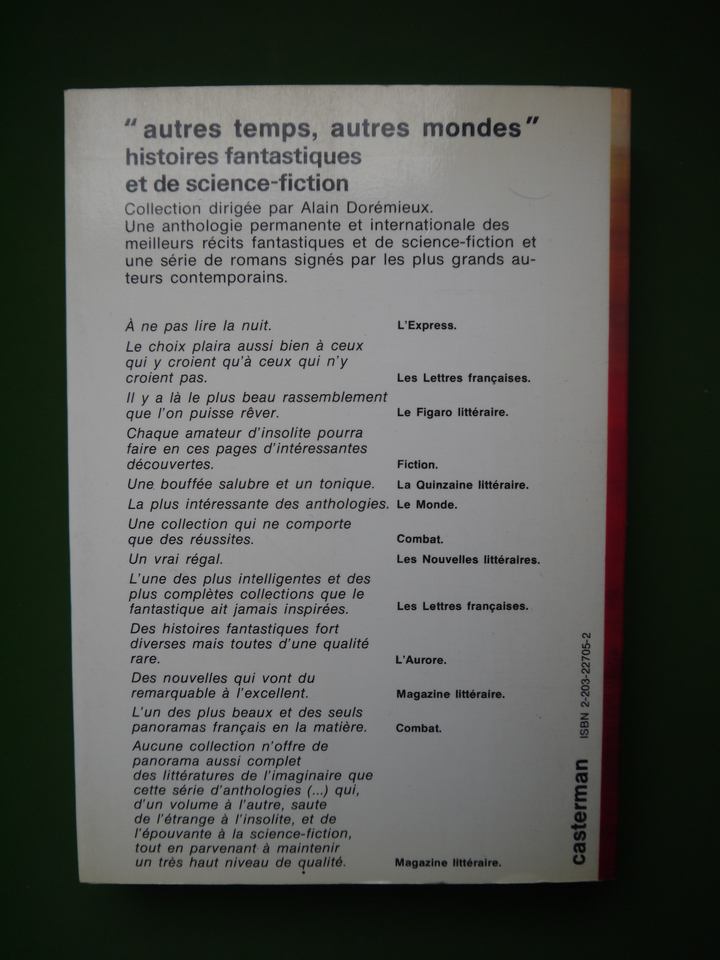 "autres temps, autres mondes"
histoires fantastiques
et de science-fiction
Collection dirigée par Alain Dorémieux.
Une anthologie permanente et internationale des
meilleurs récits fantastiques et de science-fiction et
une série de romans signés par les plus grands au-
teurs contemporains.
À ne pas lire la nuit. L'Express.
Le choix plaira aussi bien à ceux
qui y croient qu'à ceux qui n'y
croient pas. Les Lettres françaises.
Il y a là le plus beau rassemblement
que l'on puisse rêver. Le Figaro littéraire.
Chaque amateur d'insolite pourra
faire en ces pages d'intéressantes
découvertes. Fiction.
Une bouffée salubre et un tonique. La Quinzaine littéraire.
La plus intéressante des anthologies. Le Monde.
Une collection qui ne comporte
que des réussites. Combat.
Un vrai régal. Les Nouvelles littéraires.
L'une des plus intelligentes et des
plus complètes collections que le
fantastique ait jamais inspirées. Les Lettres françaises.
Des histoires fantastiques fort
diverses mais toutes d'une qualité
rare. L'Aurore.
Des nouvelles qui vont du
remarquable à l'excellent. Magazine littéraire.
L'un des plus beaux et des seuls
panoramas français en la matière. Combat.
Aucune collection n'offre de
panorama aussi complet
des littératures de l'imaginaire que
cette série d'anthologies (...) qui,
d'un volume à l'autre, saute
de l'étrange à l'insolite, et de
l'épouvante à la science-fiction,
tout en parvenant à maintenir
un très haut niveau de qualité. Magazine littéraire.
casterman ISBN 2-203-22705-2